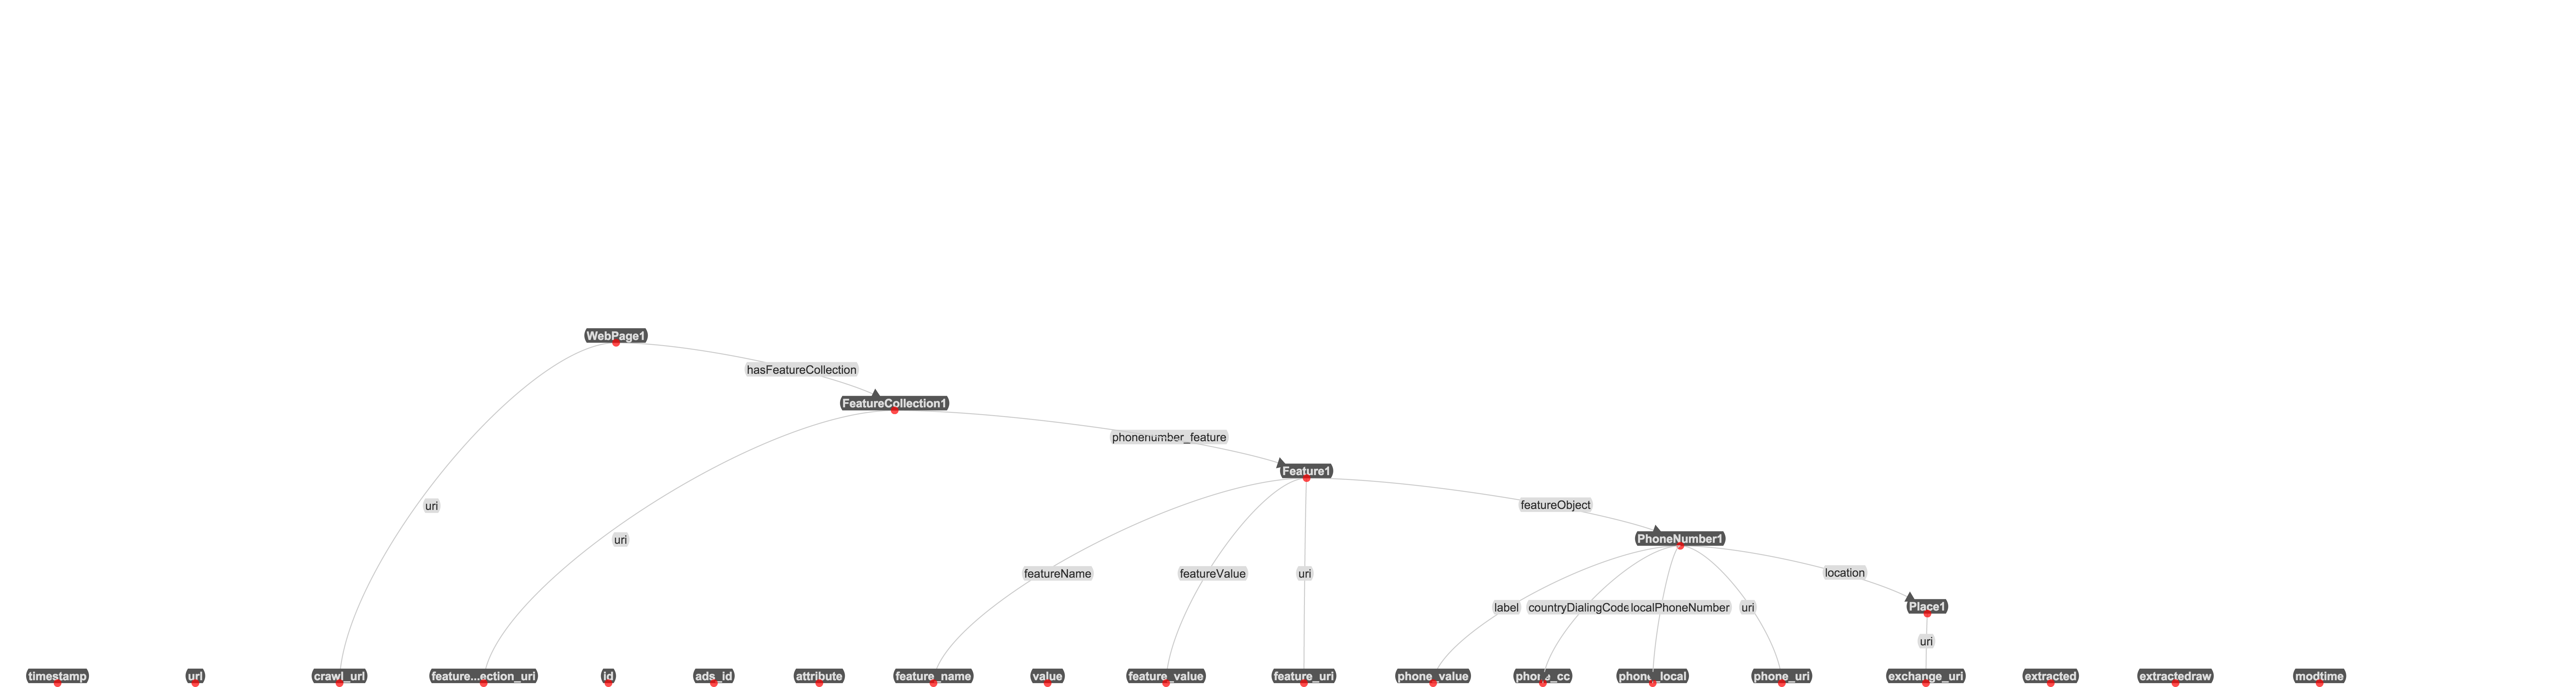 WebPage1
hasFeatureCollection
FeatureCollection1
phonenumber_feature
Feature1
uri
featureObject
PhoneNumber1
uri
featureName
featureValue
uri
location
label
countryDialingCode
localPhoneNumber
uri
Place1
uri
timestamp
url
crawl_url
feature...ection_uri
id
ads_id
attribute
feature_name
value
feature_value
feature_uri
phone_value
phone_cc
phone_local
phone_uri
exchange_uri
extracted
extractedraw
modtime